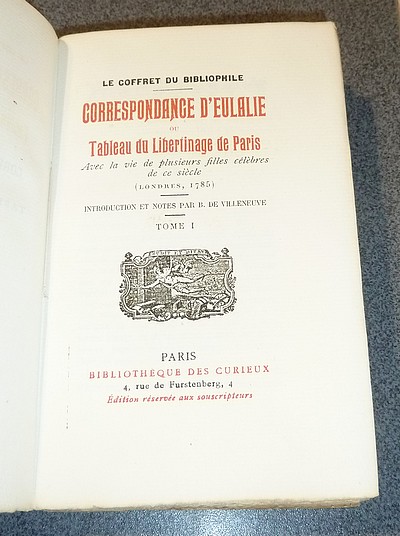 LE COFFRET DU BIBLIOPHILE
CORRESPONDANCE D'EULALIE
OU
Tableau du Libertinage de Paris
Avec la vie de plusieurs filles célèbres
de ce siècle
(LONDRES, 1785)
INTRODUCTION ET NOTES PAR B. DE VILLENEUVE
TOME I
PARIS
BIBLIOTHÈQUE DES CURIEUX
4, rue de Furstenberg, 4
Édition réservée aux souscripteurs